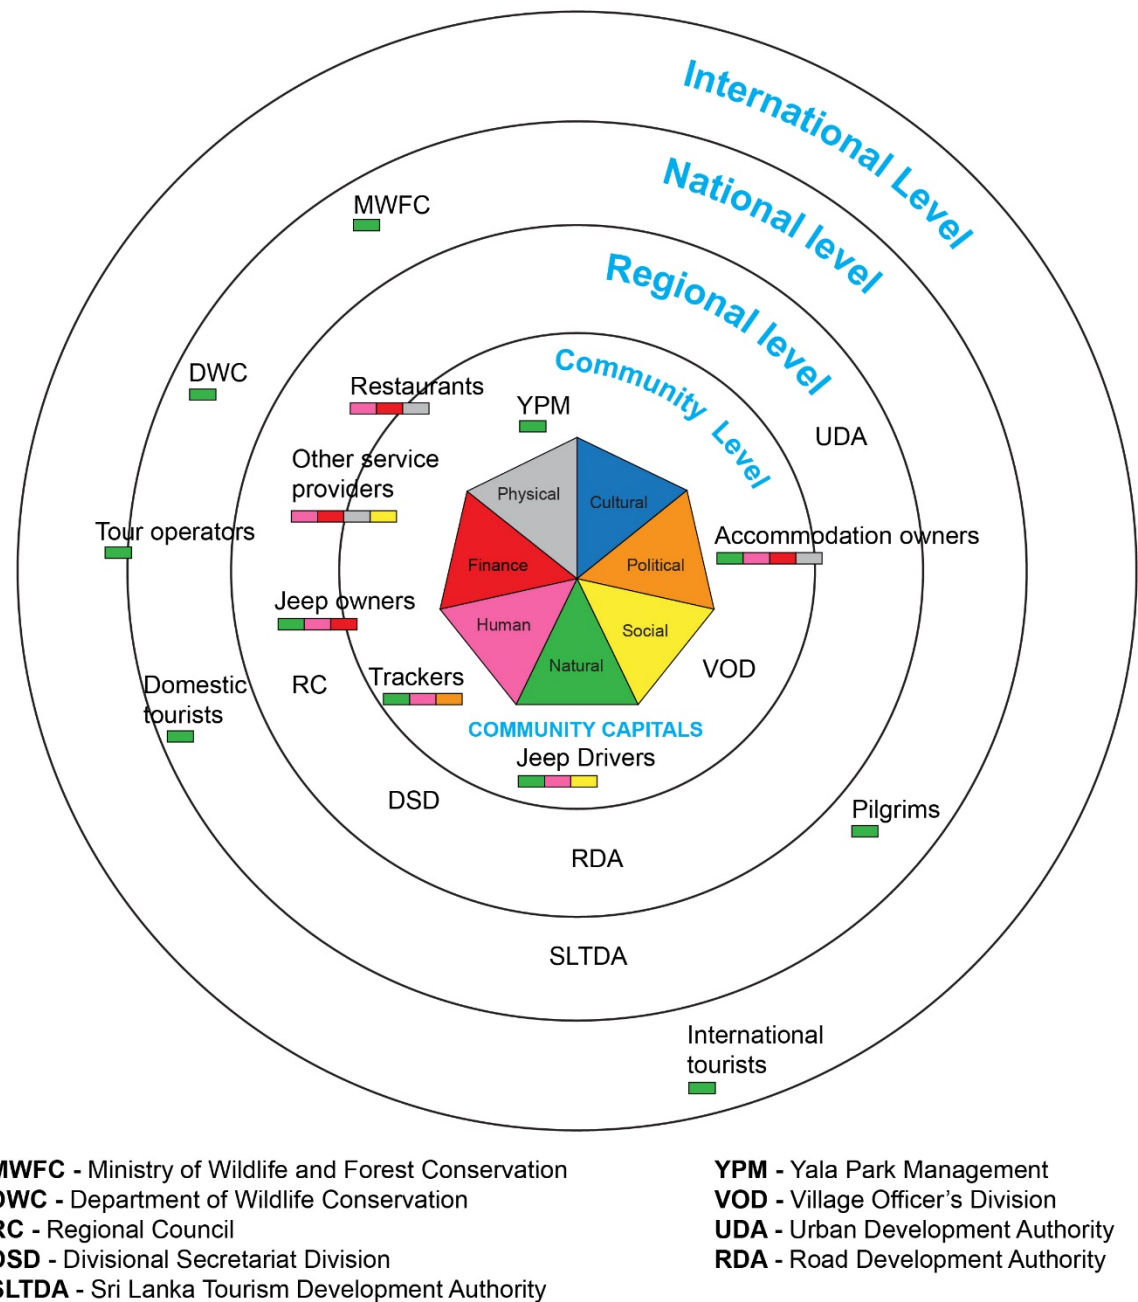 International Level
National level
Regional level
Community Level
MWFC
DWC
Restaurants
YPM
UDA
Other service
providers
Physical
Cultural
Tour operators
Accommodation owners
Finance
Political
Jeep owners
Human
Social
Natural
VOD
Trackers
RC
Domestic
tourists
COMMUNITY CAPITALS
Jeep Drivers
DSD
Pilgrims
RDA
SLTDA
International
tourists
MWFC - Ministry of Wildlife and Forest Conservation
DWC - Department of Wildlife Conservation
RC - Regional Council
DSD - Divisional Secretariat Division
SLTDA - Sri Lanka Tourism Development Authority
YPM - Yala Park Management
VOD - Village Officer's Division
UDA - Urban Development Authority
RDA - Road Development Authority